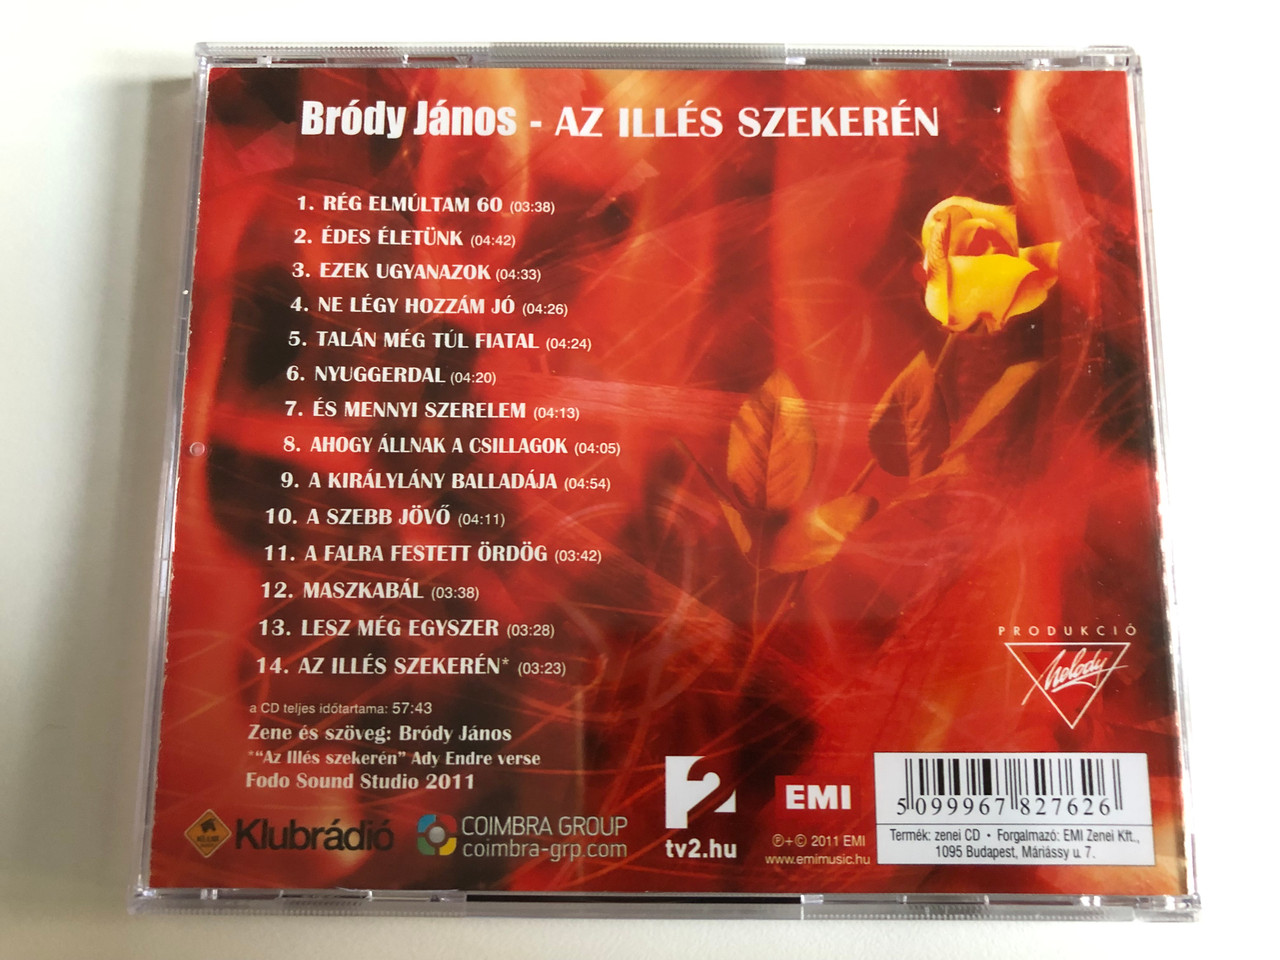 Bródy János - AZ ILLÉS SZEKERÉN
1. RÉG ELMÚLTAM 60 (03:38)
2. ÉDES ÉLETÜNK (04:42)
3. EZEK UGYANAZOK (04:33)
4. NE LÉGY HOZZÁM JÓ (04:26)
5. TALÁN MÉG TÚL FIATAL (04:24)
6. NYUGGERDAL (04:20)
7. ÉS MENNYI SZERELEM (04:13)
8. AHOGY ÁLLNAK A CSILLAGOK (04:05)
9. A KIRÁLYLÁNY BALLADÁJA (04:54)
10. A SZEBB JÖVŐ (04:11)
11. A FALRA FESTETT ÖRDÖG (03:42)
12. MASZKABÁL (03:38)
13. LESZ MÉG EGYSZER (03:28)
14. AZ ILLÉS SZEKERÉN* (03:23)
a CD teljes időtartama: 57:43
Zene és szöveg: Bródy János
*“Az Illés szekerén” Ady Endre verse
Fodo Sound Studio 2011
PRODUKCIÓ
Melody
Klubrádió
COIMBRA GROUP
coimbra-grp.com
2
tv2.hu
EMI
℗+© 2011 EMI
www.emimusic.hu
5 099967 827626
Termék: zenei CD • Forgalmazó: EMI Zenei Kft.,
1095 Budapest, Máriássy u. 7.